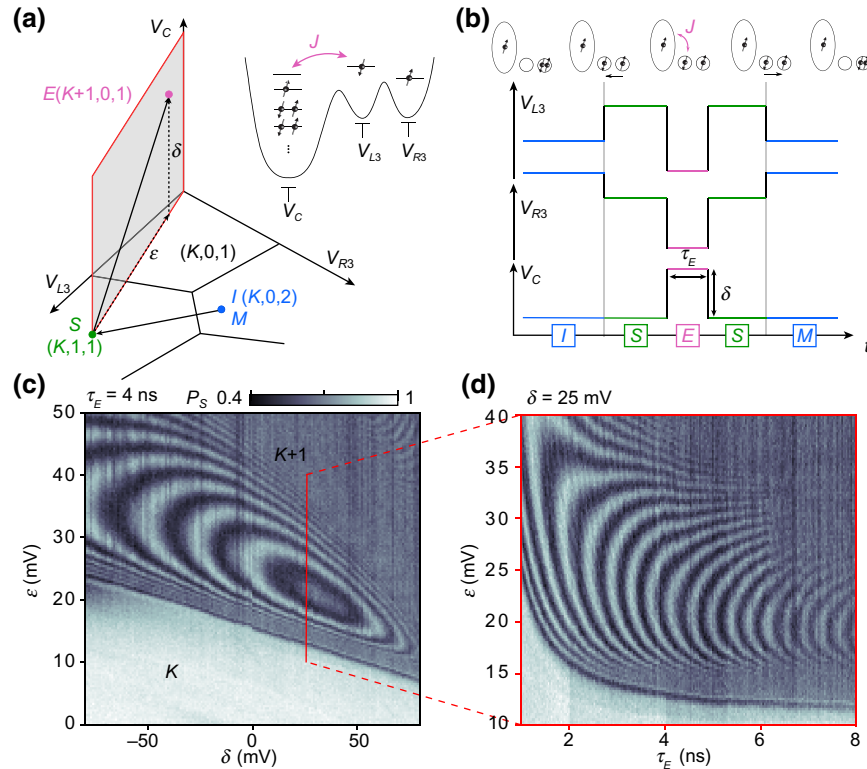 (a)
V_C
E(K+1,0,1)
δ
ε
V_L3
V_R3
(K,0,1)
I (K,0,2)
M
S
(K,1,1)
J
⋮
V_L3
V_R3
V_C
(b)
J
V_L3
V_R3
τ_E
V_C
δ
I S E S M
t
(c)
τ_E = 4 ns
P_S 0.4 1
50
40
30
20
10
0
ε (mV)
K+1
K
−50 0 50
δ (mV)
(d)
δ = 25 mV
40
35
30
25
20
15
10
ε (mV)
2 4 6 8
τ_E (ns)